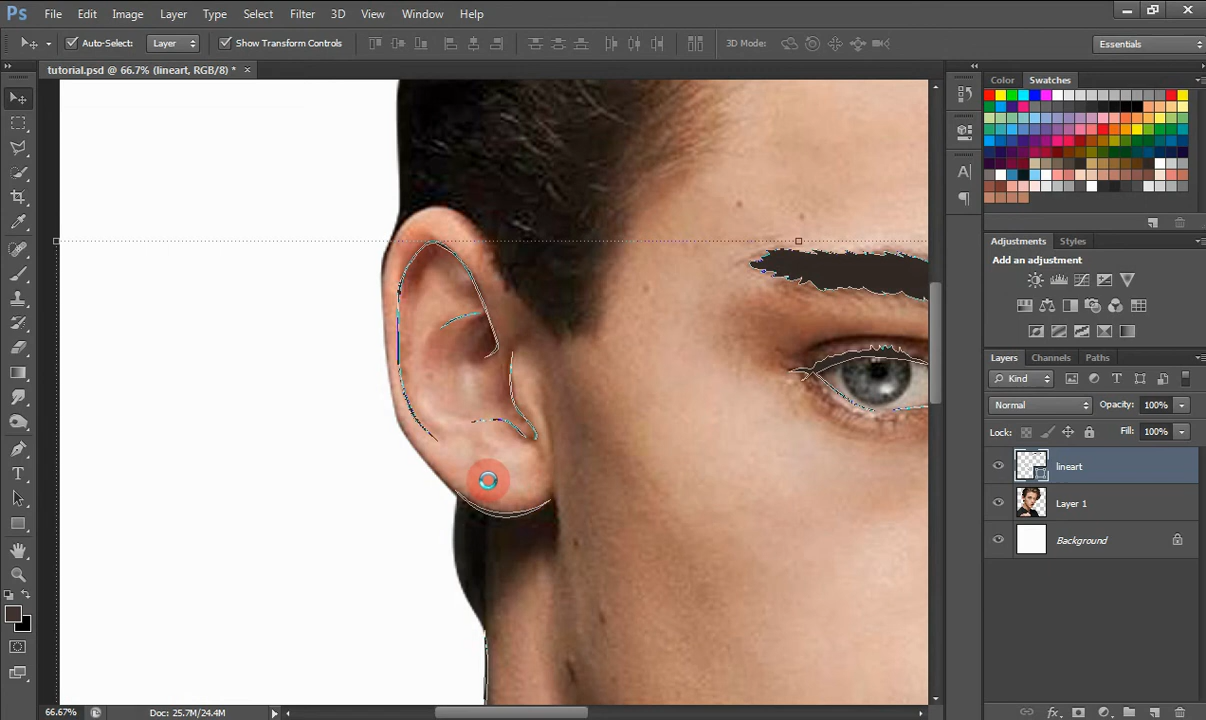 Ps File Edit Image Layer Type Select Filter 3D View Window Help
Auto-Select: Layer Show Transform Controls 3D Mode: Essentials
tutorial.psd @ 66.7% (lineart, RGB/8) * ×
Color Swatches
Adjustments Styles
Add an adjustment
Layers Channels Paths
Kind
Normal Opacity: 100%
Lock: Fill: 100%
lineart
Layer 1
Background
66.67% Doc: 25.7M/24.4M